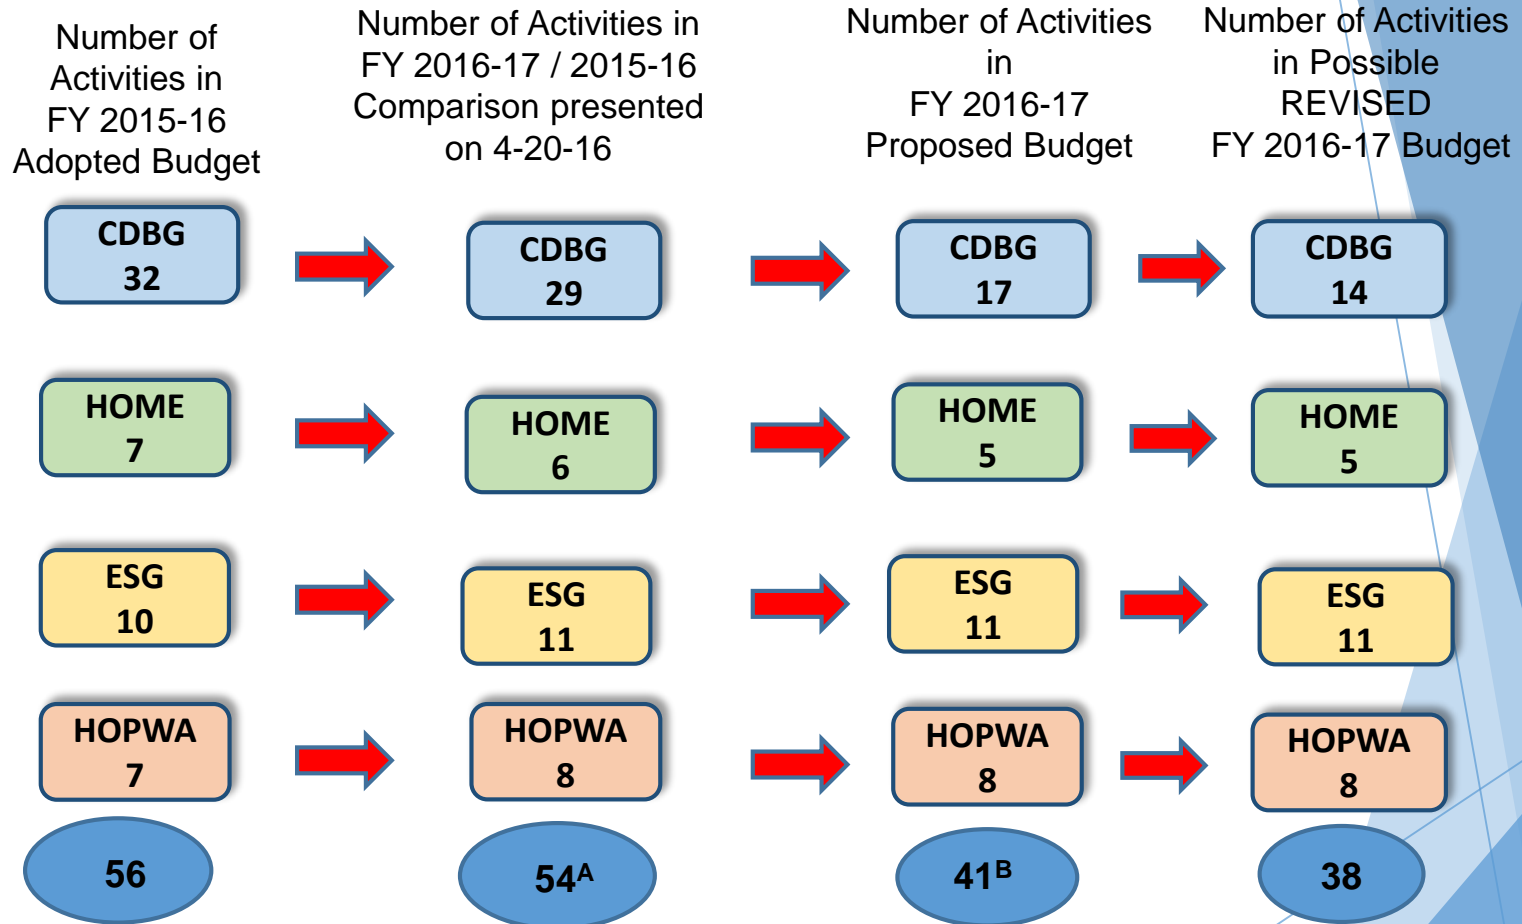 Number of
Activities in
FY 2015-16
Adopted Budget
Number of Activities in
FY 2016-17 / 2015-16
Comparison presented
on 4-20-16
Number of Activities
in
FY 2016-17
Proposed Budget
Number of Activities
in Possible
REVISED
FY 2016-17 Budget
CDBG
32
CDBG
29
CDBG
17
CDBG
14
HOME
7
HOME
6
HOME
5
HOME
5
ESG
10
ESG
11
ESG
11
ESG
11
HOPWA
7
HOPWA
8
HOPWA
8
HOPWA
8
56
54A
41B
38